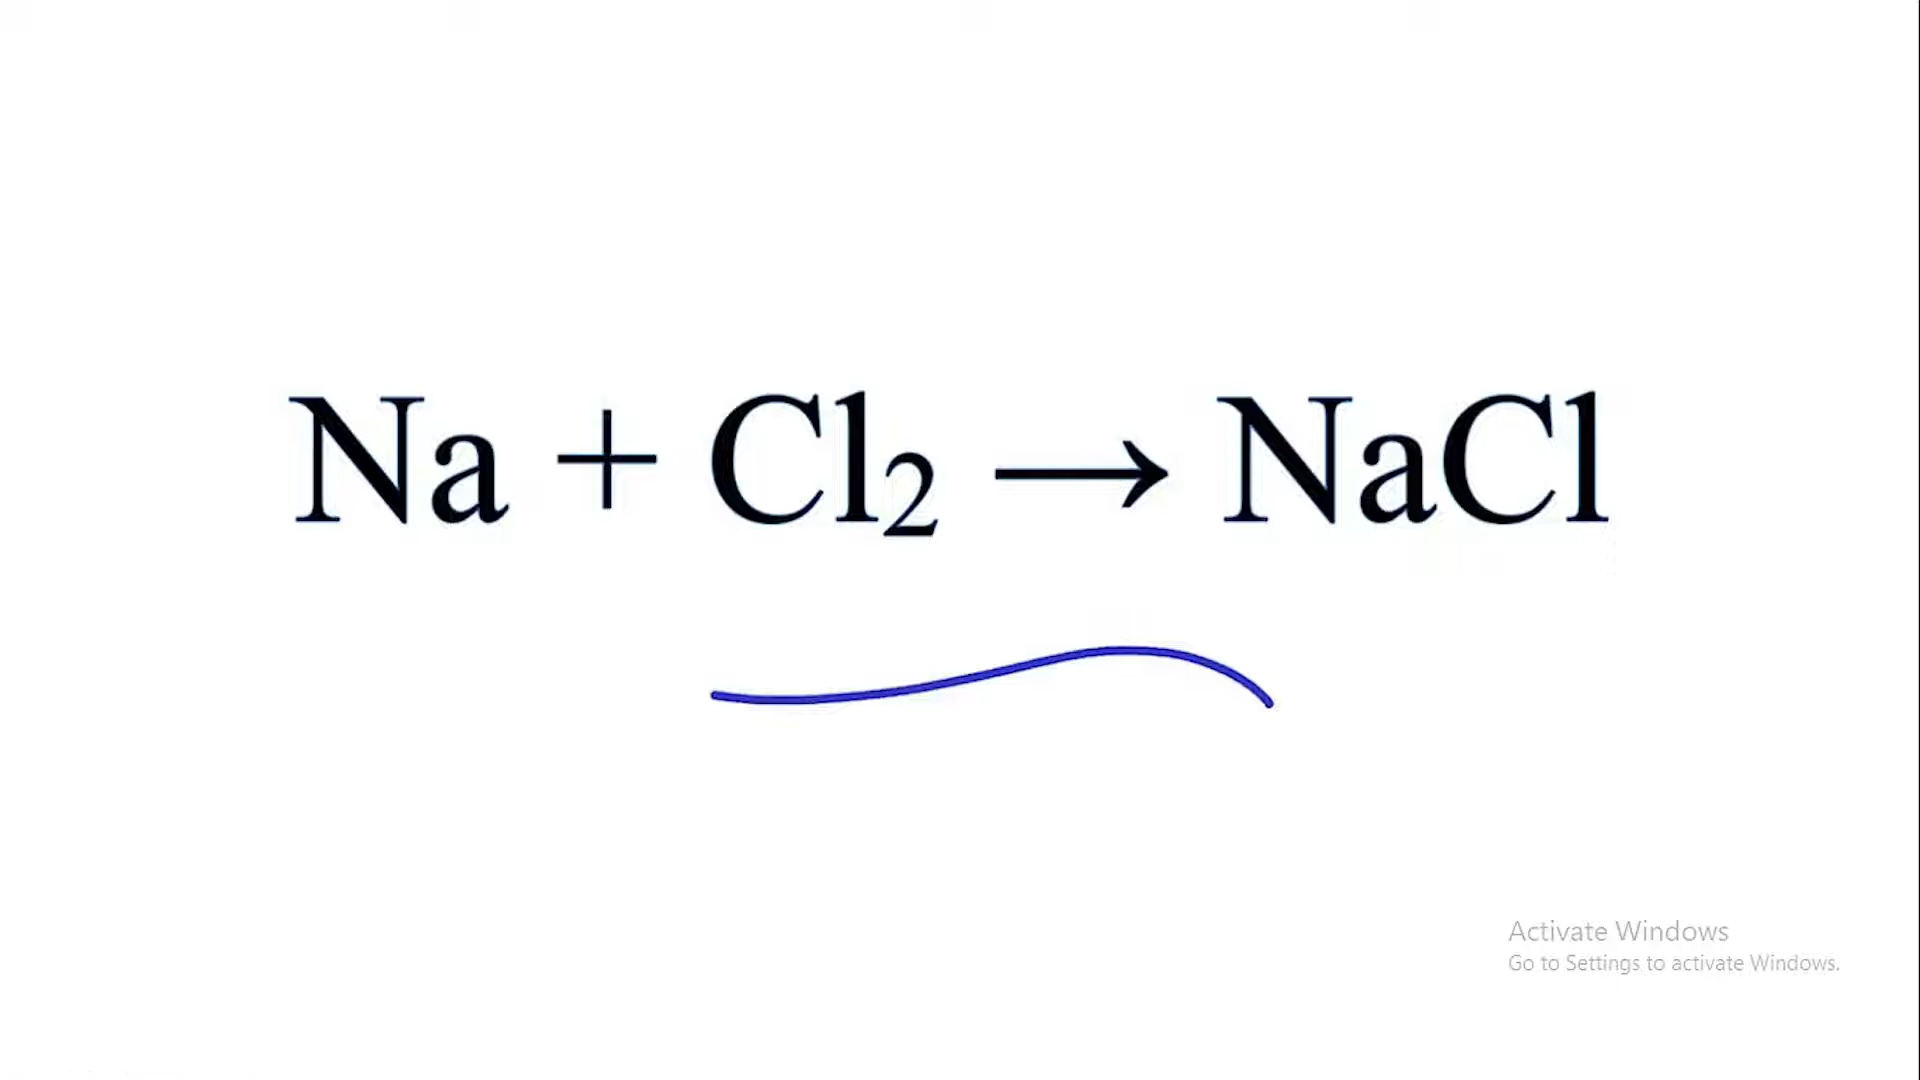 Na + Cl₂ → NaCl
Activate Windows
Go to Settings to activate Windows.